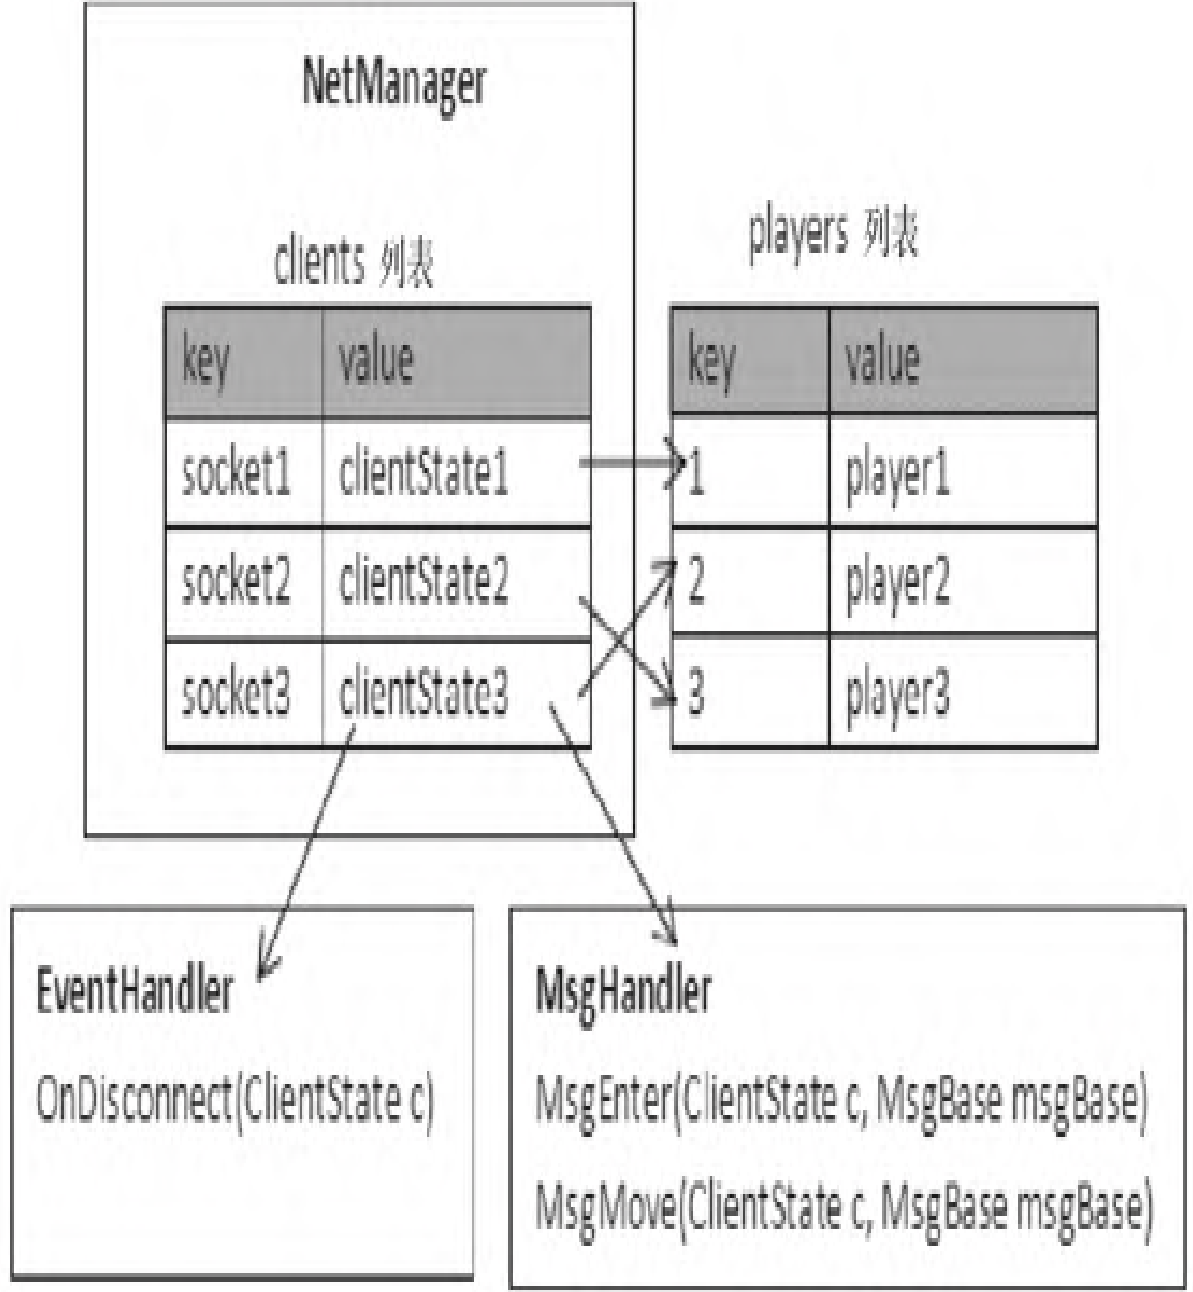 NetManager
clients 列表
key value
socket1 clientState1
socket2 clientState2
socket3 clientState3
players 列表
key value
1 player1
2 player2
3 player3
EventHandler
OnDisconnect(ClientState c)
MsgHandler
MsgEnter(ClientState c, MsgBase msgBase)
MsgMove(ClientState c, MsgBase msgBase)